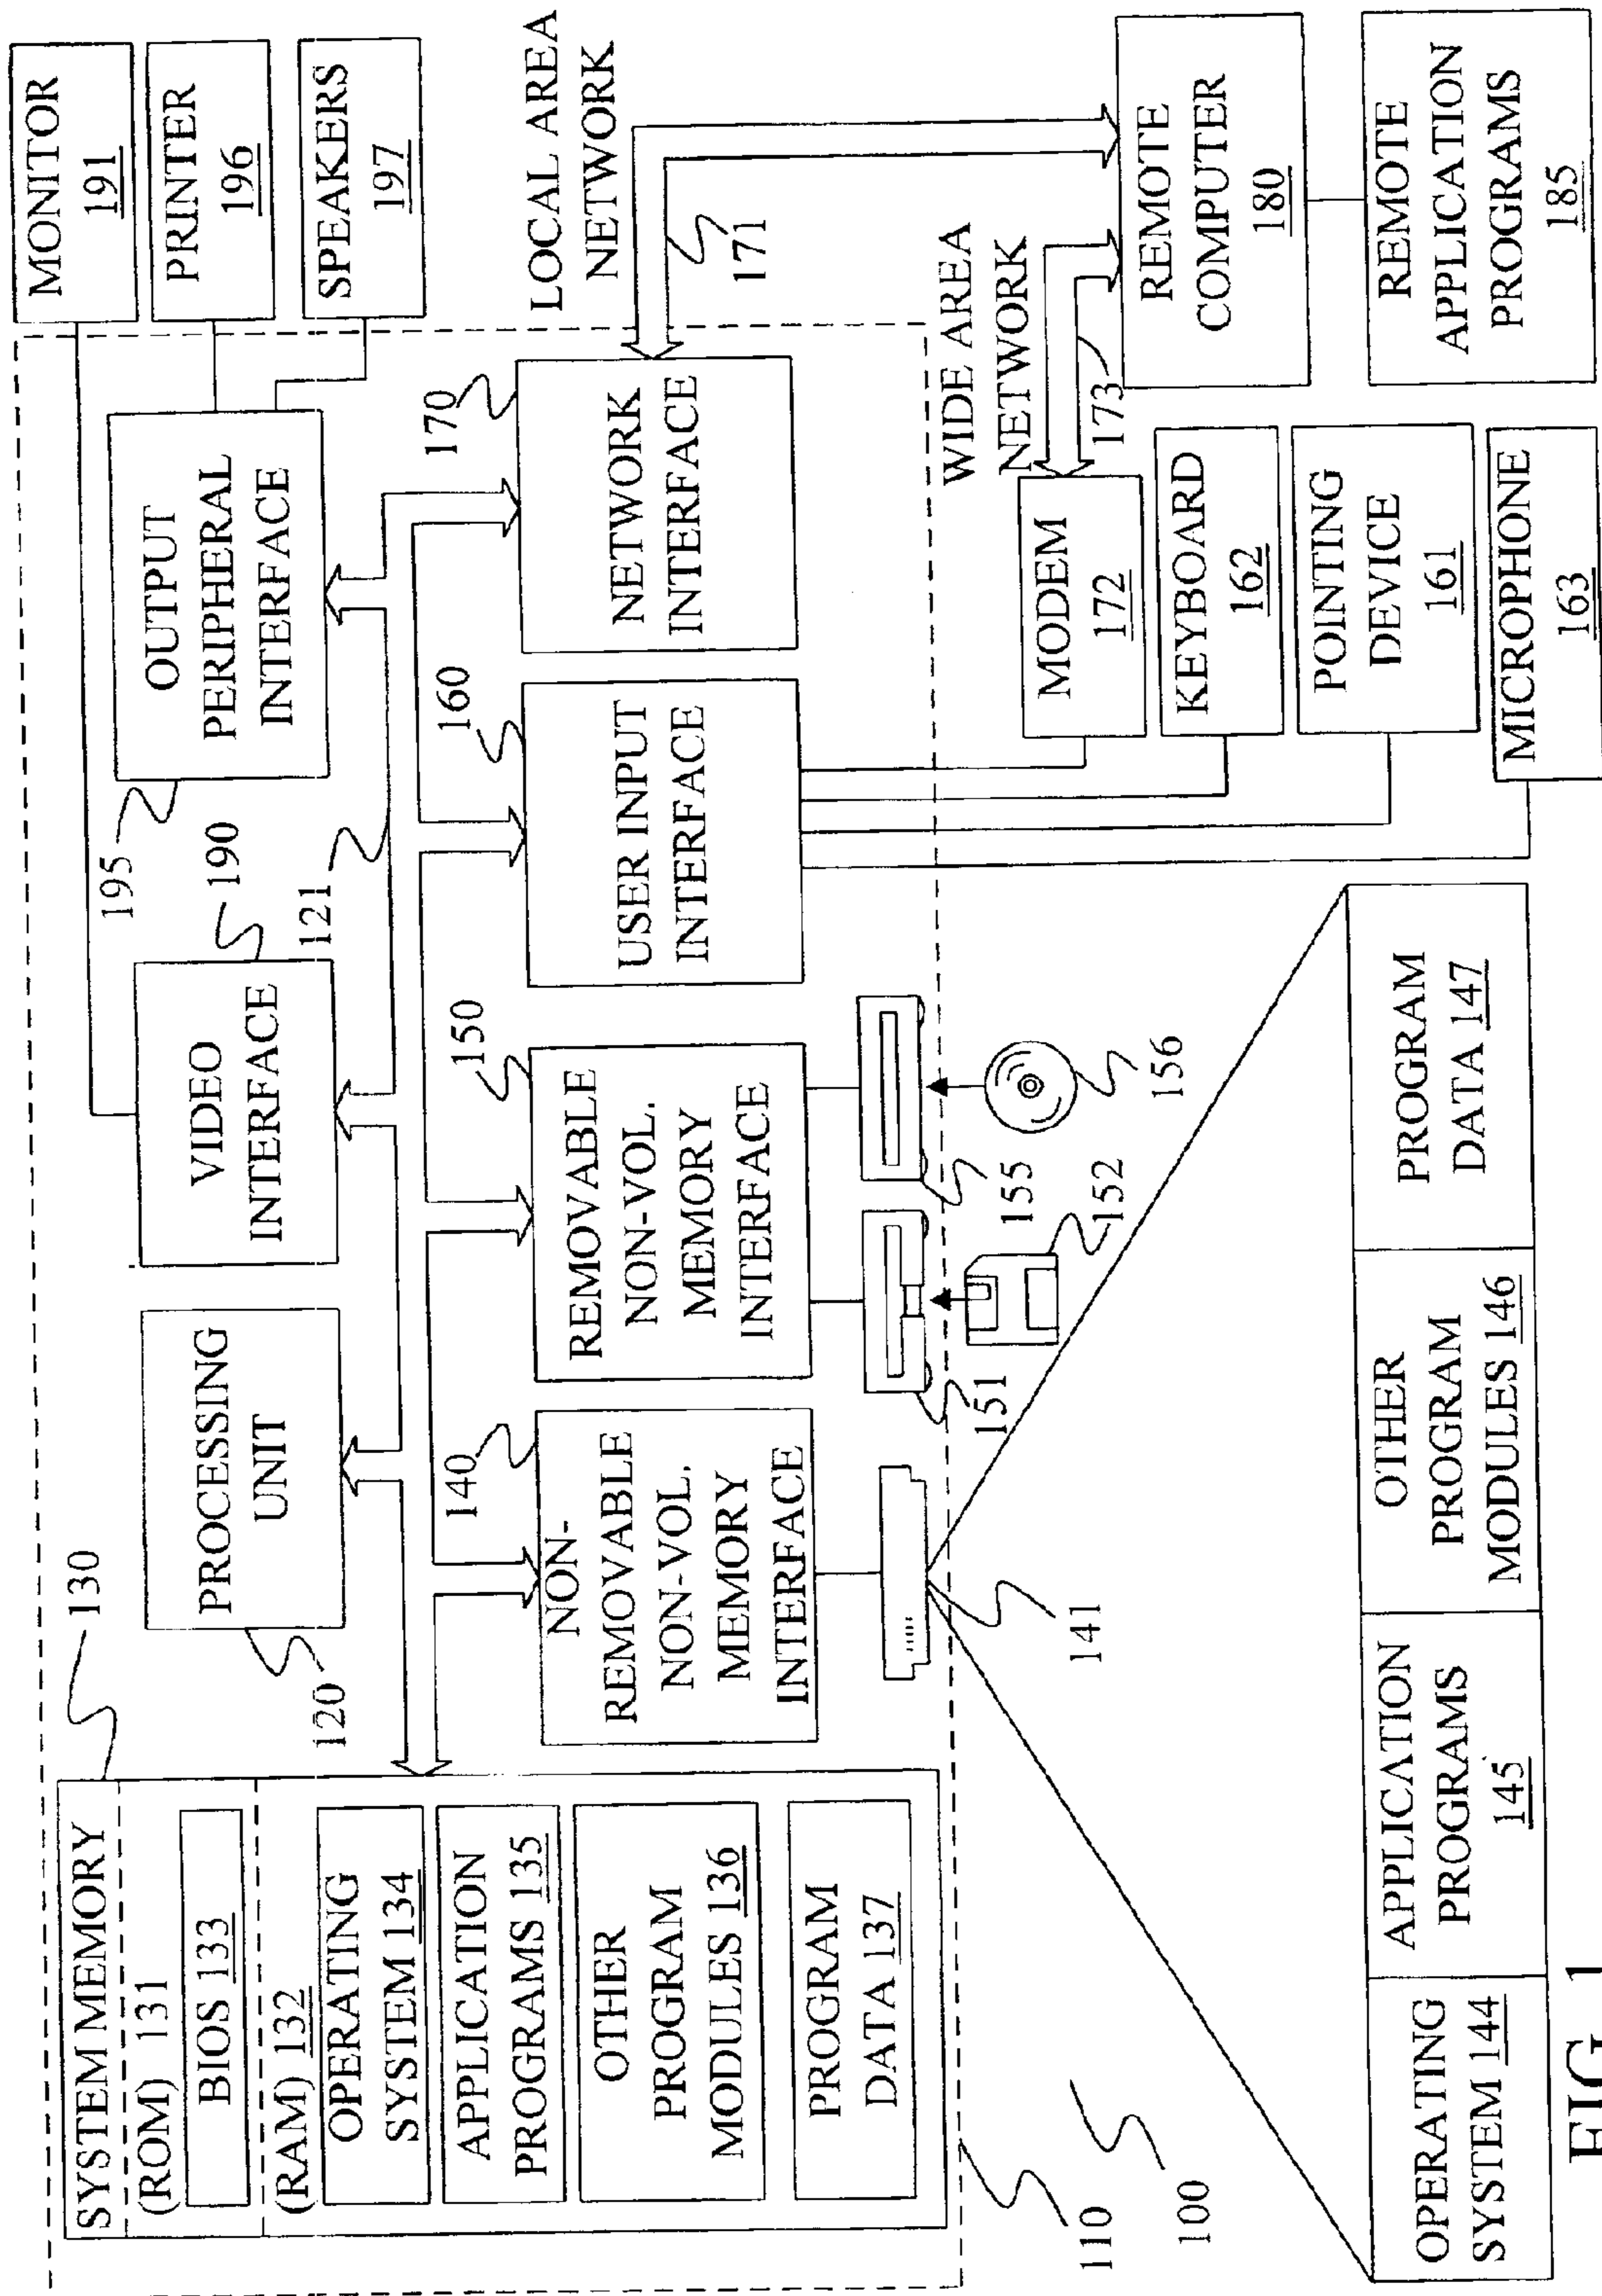 MONITOR
191
PRINTER
196
SPEAKERS
197
LOCAL AREA
NETWORK
171
OUTPUT
PERIPHERAL
INTERFACE
195
190
121
VIDEO
INTERFACE
PROCESSING
UNIT
120
130
SYSTEM MEMORY
(ROM) 131
BIOS 133
(RAM) 132
OPERATING
SYSTEM 134
APPLICATION
PROGRAMS 135
OTHER
PROGRAM
MODULES 136
PROGRAM
DATA 137
140
NON-
REMOVABLE
NON-VOL.
MEMORY
INTERFACE
150
REMOVABLE
NON-VOL.
MEMORY
INTERFACE
160
USER INPUT
INTERFACE
170
NETWORK
INTERFACE
141
151
152
155
156
WIDE AREA
NETWORK
173
MODEM
172
KEYBOARD
162
POINTING
DEVICE
161
MICROPHONE
163
REMOTE
COMPUTER
180
REMOTE
APPLICATION
PROGRAMS
185
110
100
OPERATING
SYSTEM 144
APPLICATION
PROGRAMS
145
OTHER
PROGRAM
MODULES 146
PROGRAM
DATA 147
FIG. 1